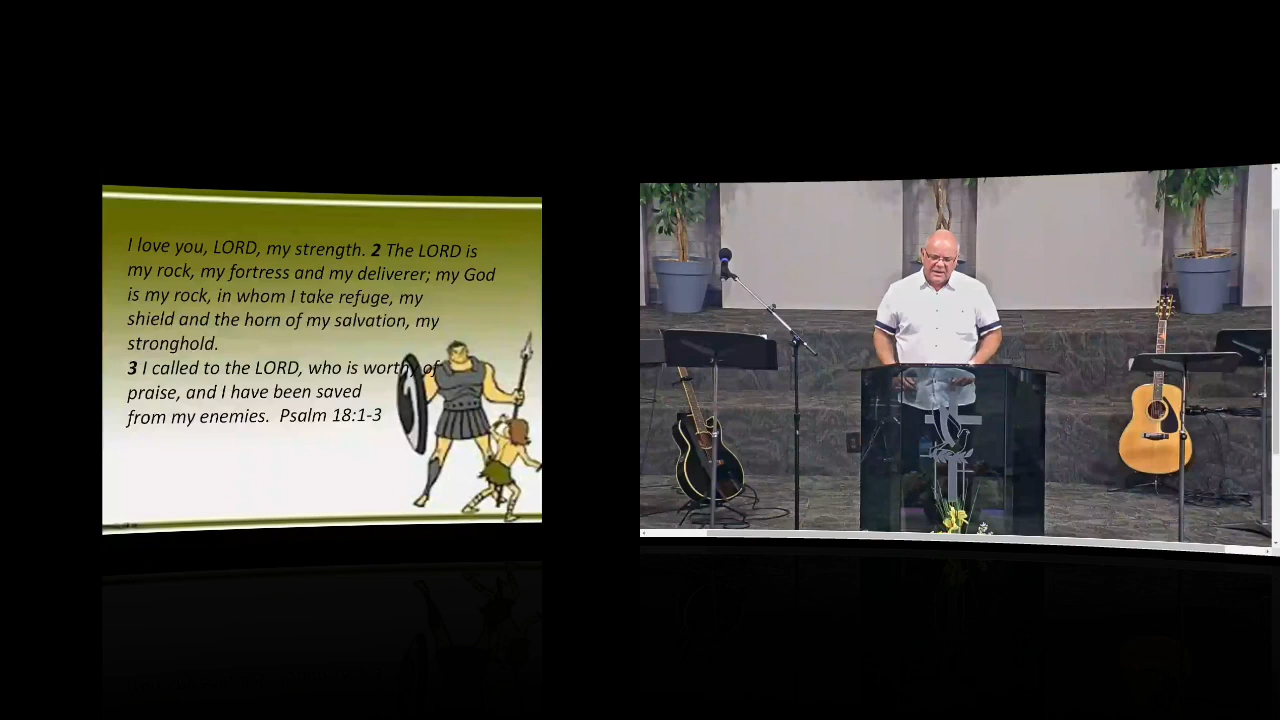 I love you, LORD, my strength. 2 The LORD is
my rock, my fortress and my deliverer; my God
is my rock, in whom I take refuge, my
shield and the horn of my salvation, my
stronghold.
3 I called to the LORD, who is worthy of
praise, and I have been saved
from my enemies.  Psalm 18:1-3